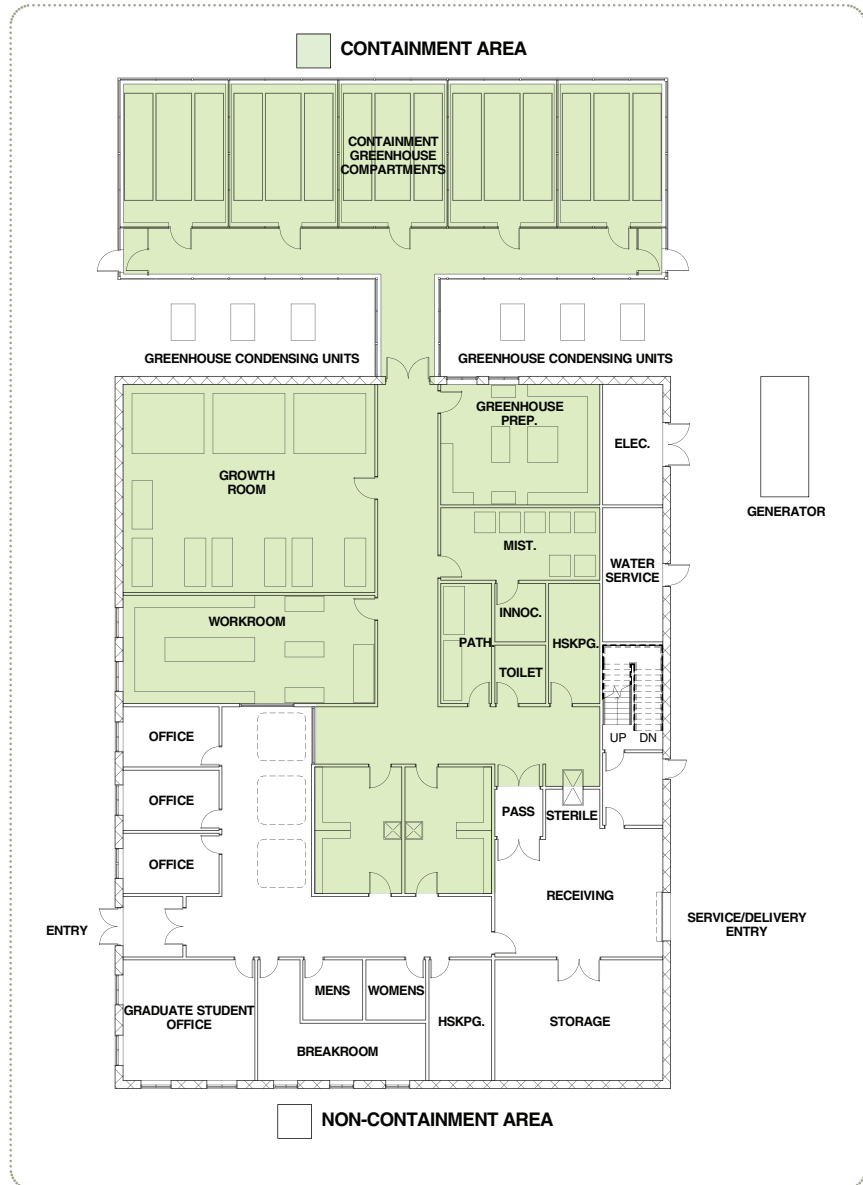 CONTAINMENT AREA
CONTAINMENT
GREENHOUSE
COMPARTMENTS
GREENHOUSE CONDENSING UNITS
GREENHOUSE CONDENSING UNITS
GREENHOUSE
PREP.
ELEC.
GROWTH
ROOM
GENERATOR
MIST.
WATER
SERVICE
INNOC.
WORKROOM
PATH.
HSKPG.
TOILET
OFFICE
UP
DN
OFFICE
PASS
STERILE
OFFICE
RECEIVING
ENTRY
SERVICE/DELIVERY
ENTRY
MENS
WOMENS
GRADUATE STUDENT
OFFICE
HSKPG.
STORAGE
BREAKROOM
NON-CONTAINMENT AREA